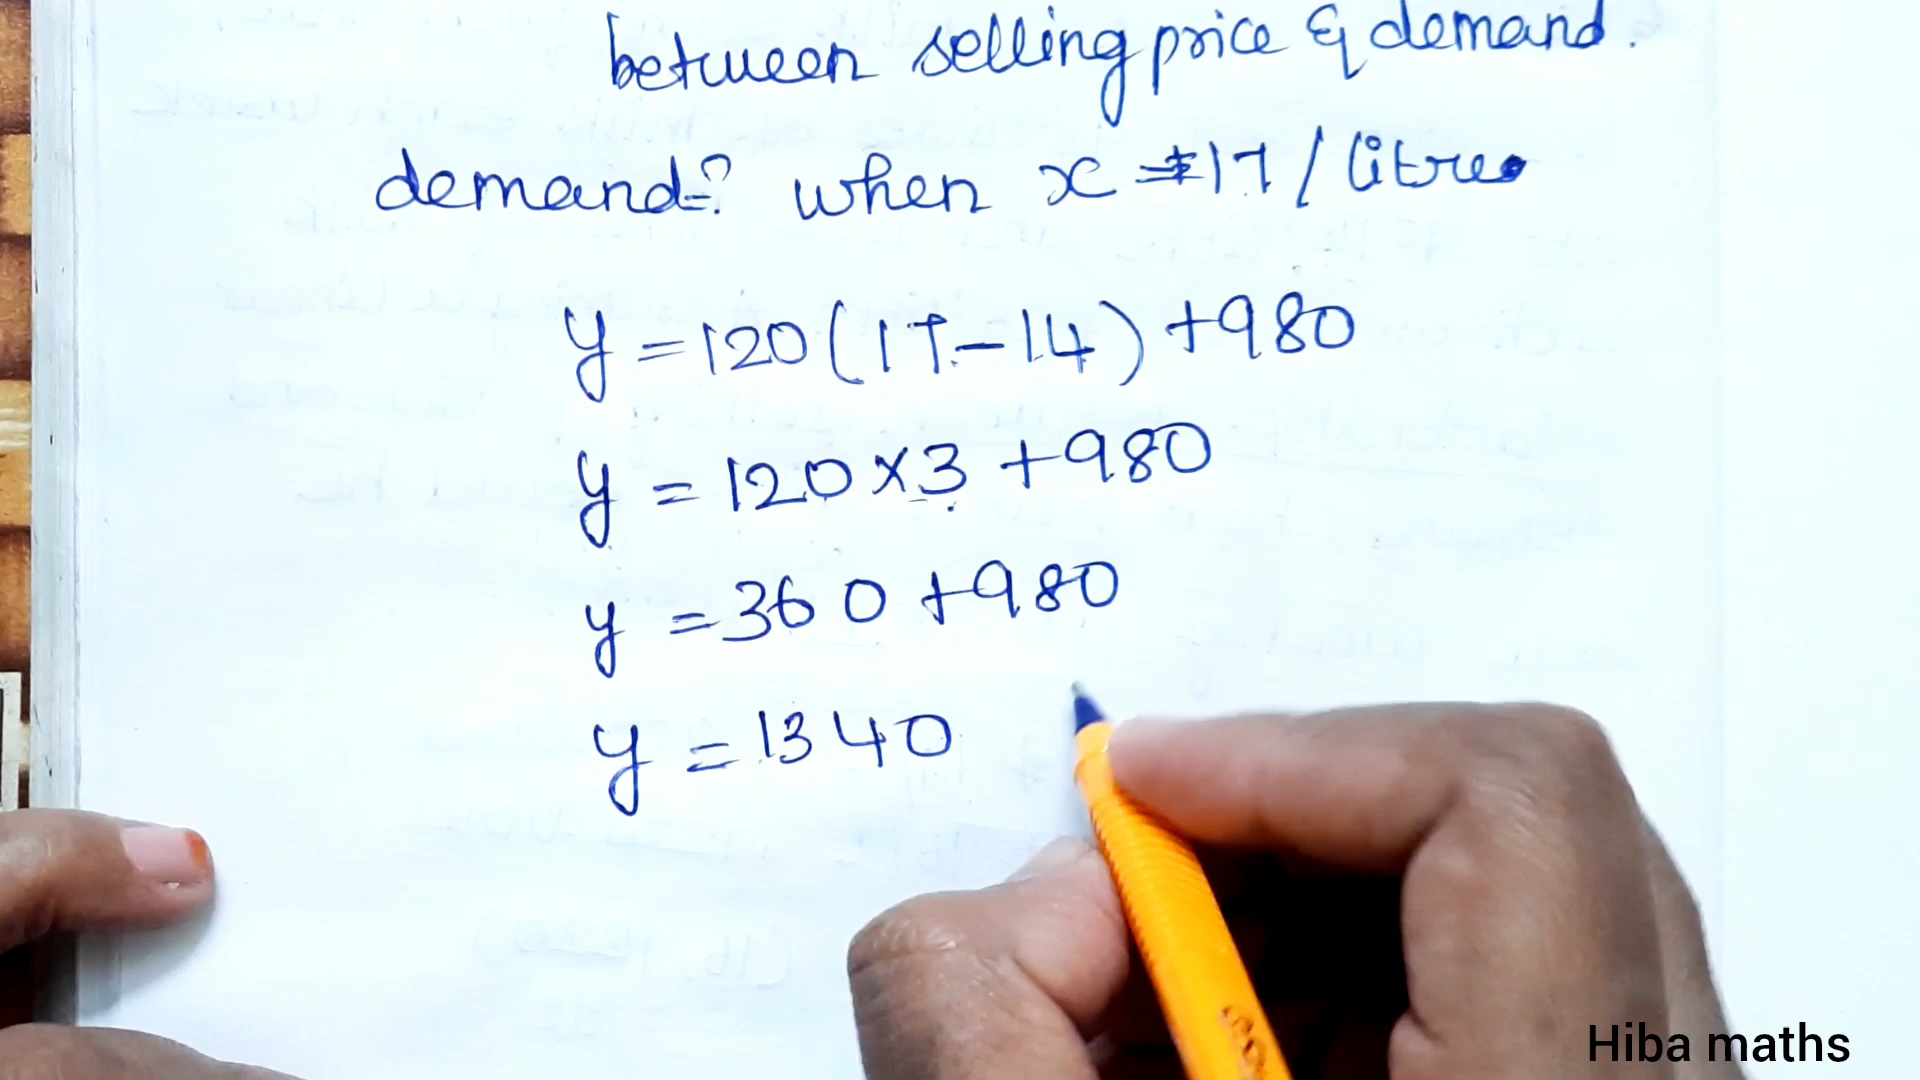 between selling price & demand.
demand=? when x = ₹17/litre.
y = 120(17-14)+980
y = 120×3+980
y = 360+980
y = 1340
Hiba maths